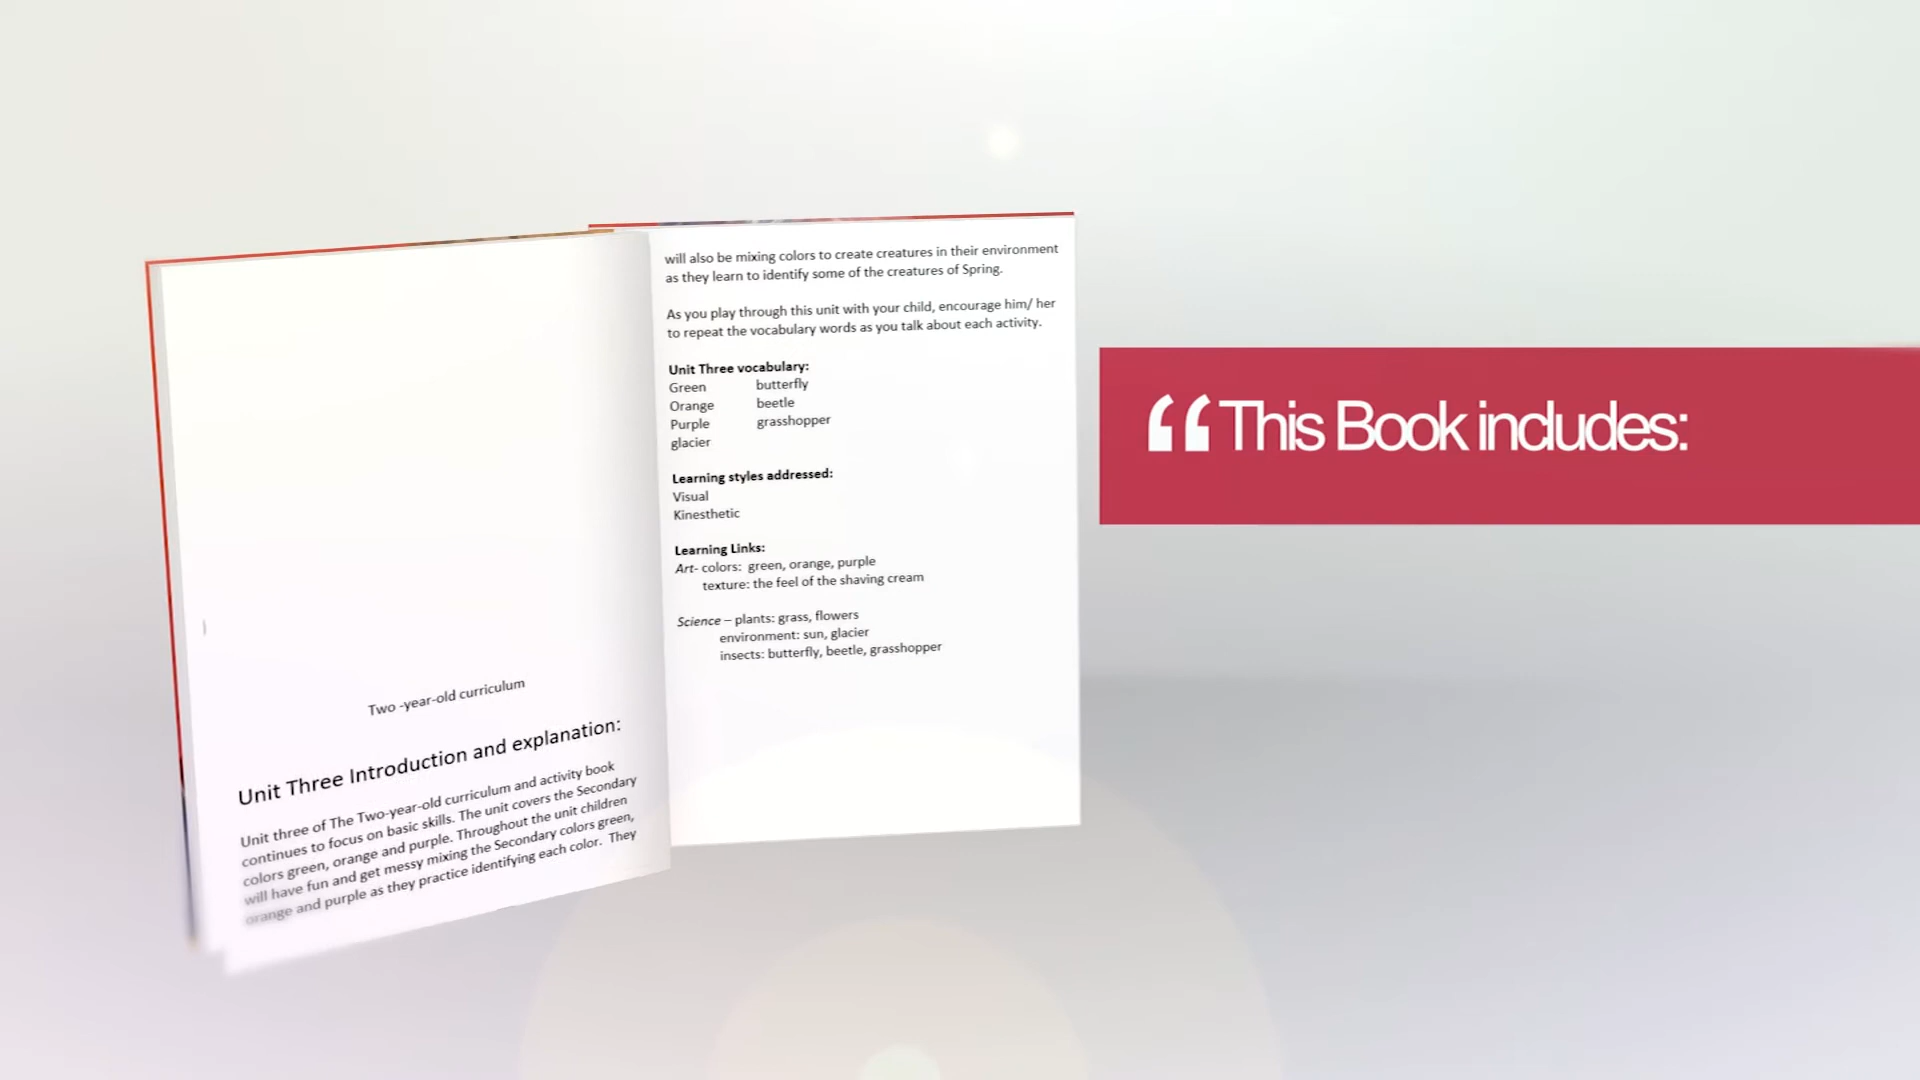 Two -year-old curriculum
Unit Three Introduction and explanation:
Unit three of The Two-year-old curriculum and activity book
continues to focus on basic skills. The unit covers the Secondary
colors green, orange and purple. Throughout the unit children
will have fun and get messy mixing the Secondary colors green,
orange and purple as they practice identifying each color. They
will also be mixing colors to create creatures in their environment
as they learn to identify some of the creatures of Spring.
As you play through this unit with your child, encourage him/ her
to repeat the vocabulary words as you talk about each activity.
Unit Three vocabulary:
Green butterfly
Orange beetle
Purple grasshopper
glacier
Learning styles addressed:
Visual
Kinesthetic
Learning Links:
Art- colors: green, orange, purple
texture: the feel of the shaving cream
Science – plants: grass, flowers
environment: sun, glacier
insects: butterfly, beetle, grasshopper
“This Book includes: